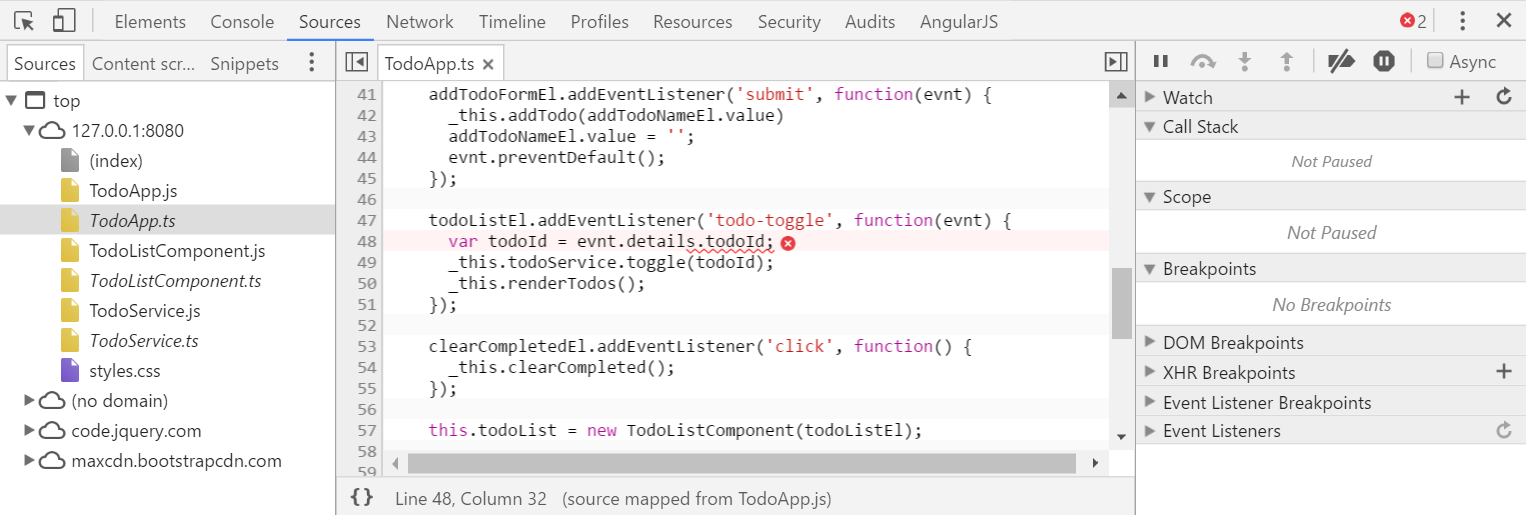 Elements Console Sources Network Timeline Profiles Resources Security Audits AngularJS 2
Sources Content scr... Snippets
top
127.0.0.1:8080
(index)
TodoApp.js
TodoApp.ts
TodoListComponent.js
TodoListComponent.ts
TodoService.js
TodoService.ts
styles.css
(no domain)
code.jquery.com
maxcdn.bootstrapcdn.com
TodoApp.ts
41 addTodoFormEl.addEventListener('submit', function(evnt) {
42 _this.addTodo(addTodoNameEl.value)
43 addTodoNameEl.value = '';
44 evnt.preventDefault();
45 });
46
47 todoListEl.addEventListener('todo-toggle', function(evnt) {
48 var todoId = evnt.details.todoId;
49 _this.todoService.toggle(todoId);
50 _this.renderTodos();
51 });
52
53 clearCompletedEl.addEventListener('click', function() {
54 _this.clearCompleted();
55 });
56
57 this.todoList = new TodoListComponent(todoListEl);
58
59
{} Line 48, Column 32 (source mapped from TodoApp.js)
Async
Watch
Call Stack
Not Paused
Scope
Not Paused
Breakpoints
No Breakpoints
DOM Breakpoints
XHR Breakpoints
Event Listener Breakpoints
Event Listeners